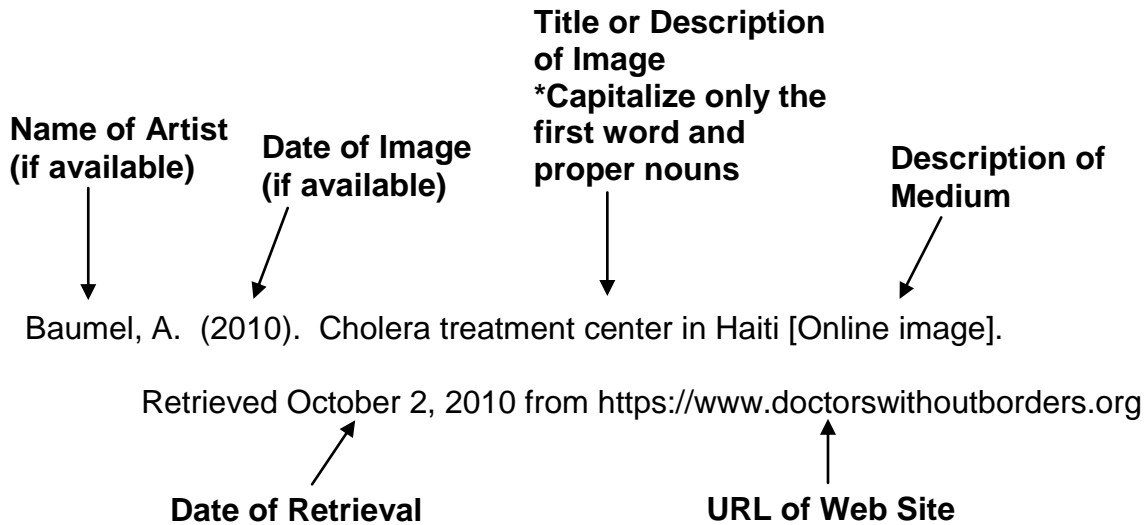 Title or Description
of Image
*Capitalize only the
first word and
proper nouns
Name of Artist
(if available)
Date of Image
(if available)
Description of
Medium
Baumel, A.  (2010).  Cholera treatment center in Haiti [Online image].
Retrieved October 2, 2010 from https://www.doctorswithoutborders.org
Date of Retrieval
URL of Web Site